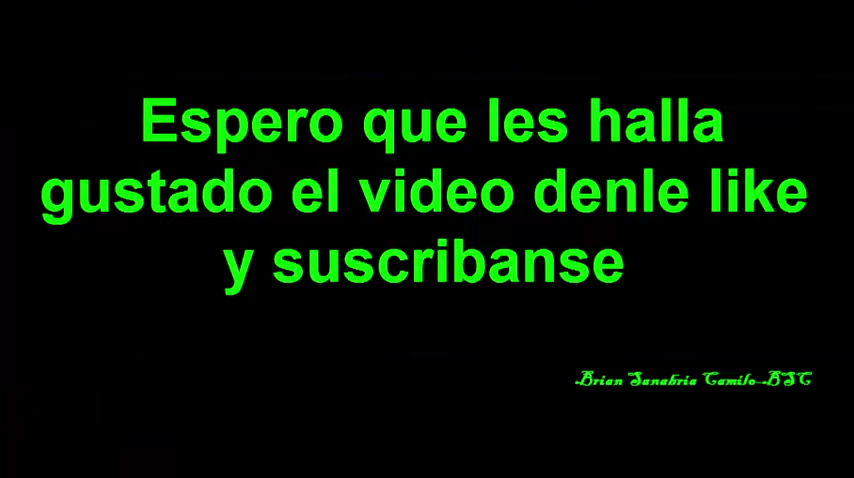 Espero que les halla
gustado el video denle like
y suscribanse
Brian Sanabria Camilo-BSC